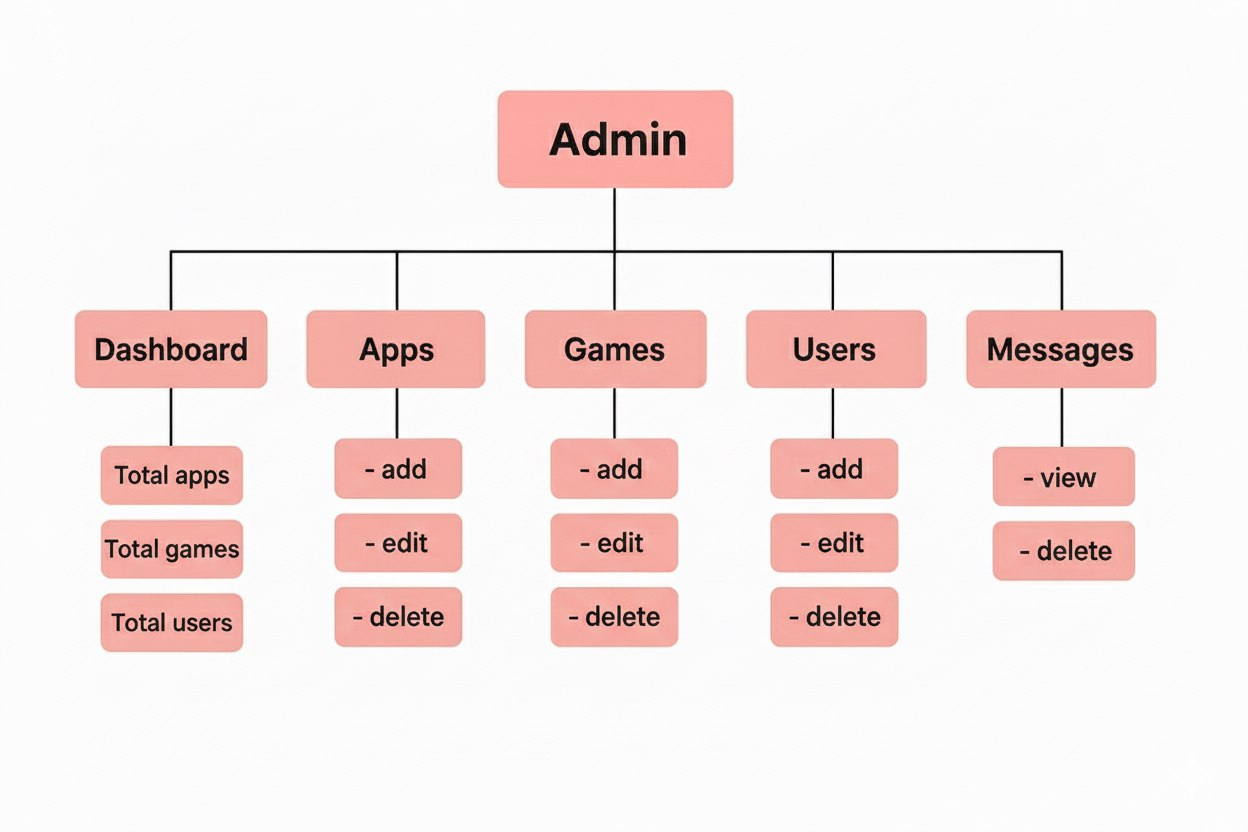 Admin
Dashboard
Apps
Games
Users
Messages
Total apps
Total games
Total users
- add
- edit
- delete
- add
- edit
- delete
- add
- edit
- delete
- view
- delete